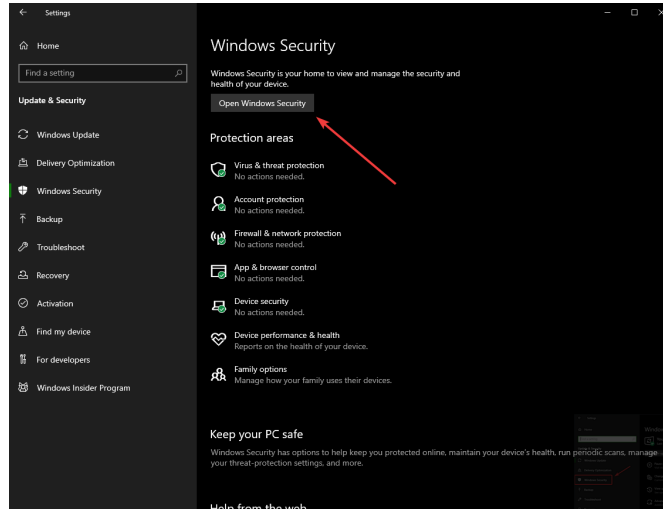 Settings
Home
Find a setting
Update & Security
Windows Update
Delivery Optimization
Windows Security
Backup
Troubleshoot
Recovery
Activation
Find my device
For developers
Windows Insider Program
Windows Security
Windows Security is your home to view and manage the security and
health of your device.
Open Windows Security
Protection areas
Virus & threat protection
No actions needed.
Account protection
No actions needed.
Firewall & network protection
No actions needed.
App & browser control
No actions needed.
Device security
No actions needed.
Device performance & health
Reports on the health of your device.
Family options
Manage how your family uses their devices.
Keep your PC safe
Windows Security has options to help keep you protected online, maintain your device's health, run periodic scans, manage
your threat-protection settings, and more.
Help from the web